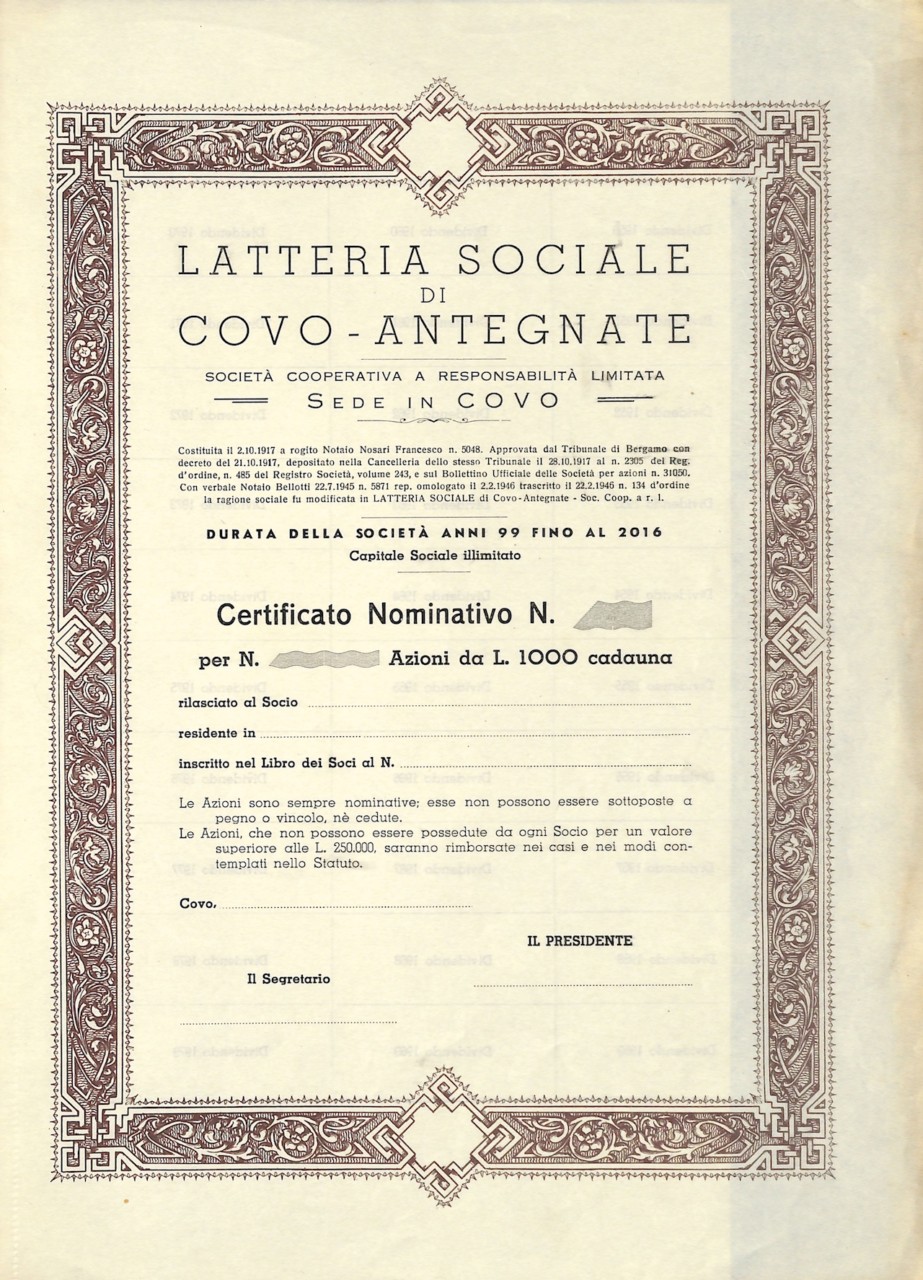 LATTERIA SOCIALE
DI
COVO - ANTEGNATE
SOCIETÀ COOPERATIVA A RESPONSABILITÀ LIMITATA
SEDE IN COVO
Costituita il 2.10.1917 a rogito Notaio Nosari Francesco n. 5048. Approvata dal Tribunale di Bergamo con
decreto del 21.10.1917, depositato nella Cancelleria dello stesso Tribunale il 28.10.1917 al n. 2305 del Reg.
d'ordine, n. 485 del Registro Società, volume 243, e sul Bollettino Ufficiale delle Società per azioni n. 31050.
Con verbale Notaio Bellotti 22.7.1945 n. 5871 rep. omologato il 2.2.1946 trascritto il 22.2.1946 n. 134 d'ordine
la ragione sociale fu modificata in LATTERIA SOCIALE di Covo-Antegnate - Soc. Coop. a r. l.
DURATA DELLA SOCIETÀ ANNI 99 FINO AL 2016
Capitale Sociale illimitato
Certificato Nominativo N.
per N. Azioni da L. 1000 cadauna
rilasciato al Socio
residente in
inscritto nel Libro dei Soci al N.
Le Azioni sono sempre nominative; esse non possono essere sottoposte a
pegno o vincolo, nè cedute.
Le Azioni, che non possono essere possedute da ogni Socio per un valore
superiore alle L. 250.000, saranno rimborsate nei casi e nei modi con-
templati nello Statuto.
Covo,
IL PRESIDENTE
Il Segretario